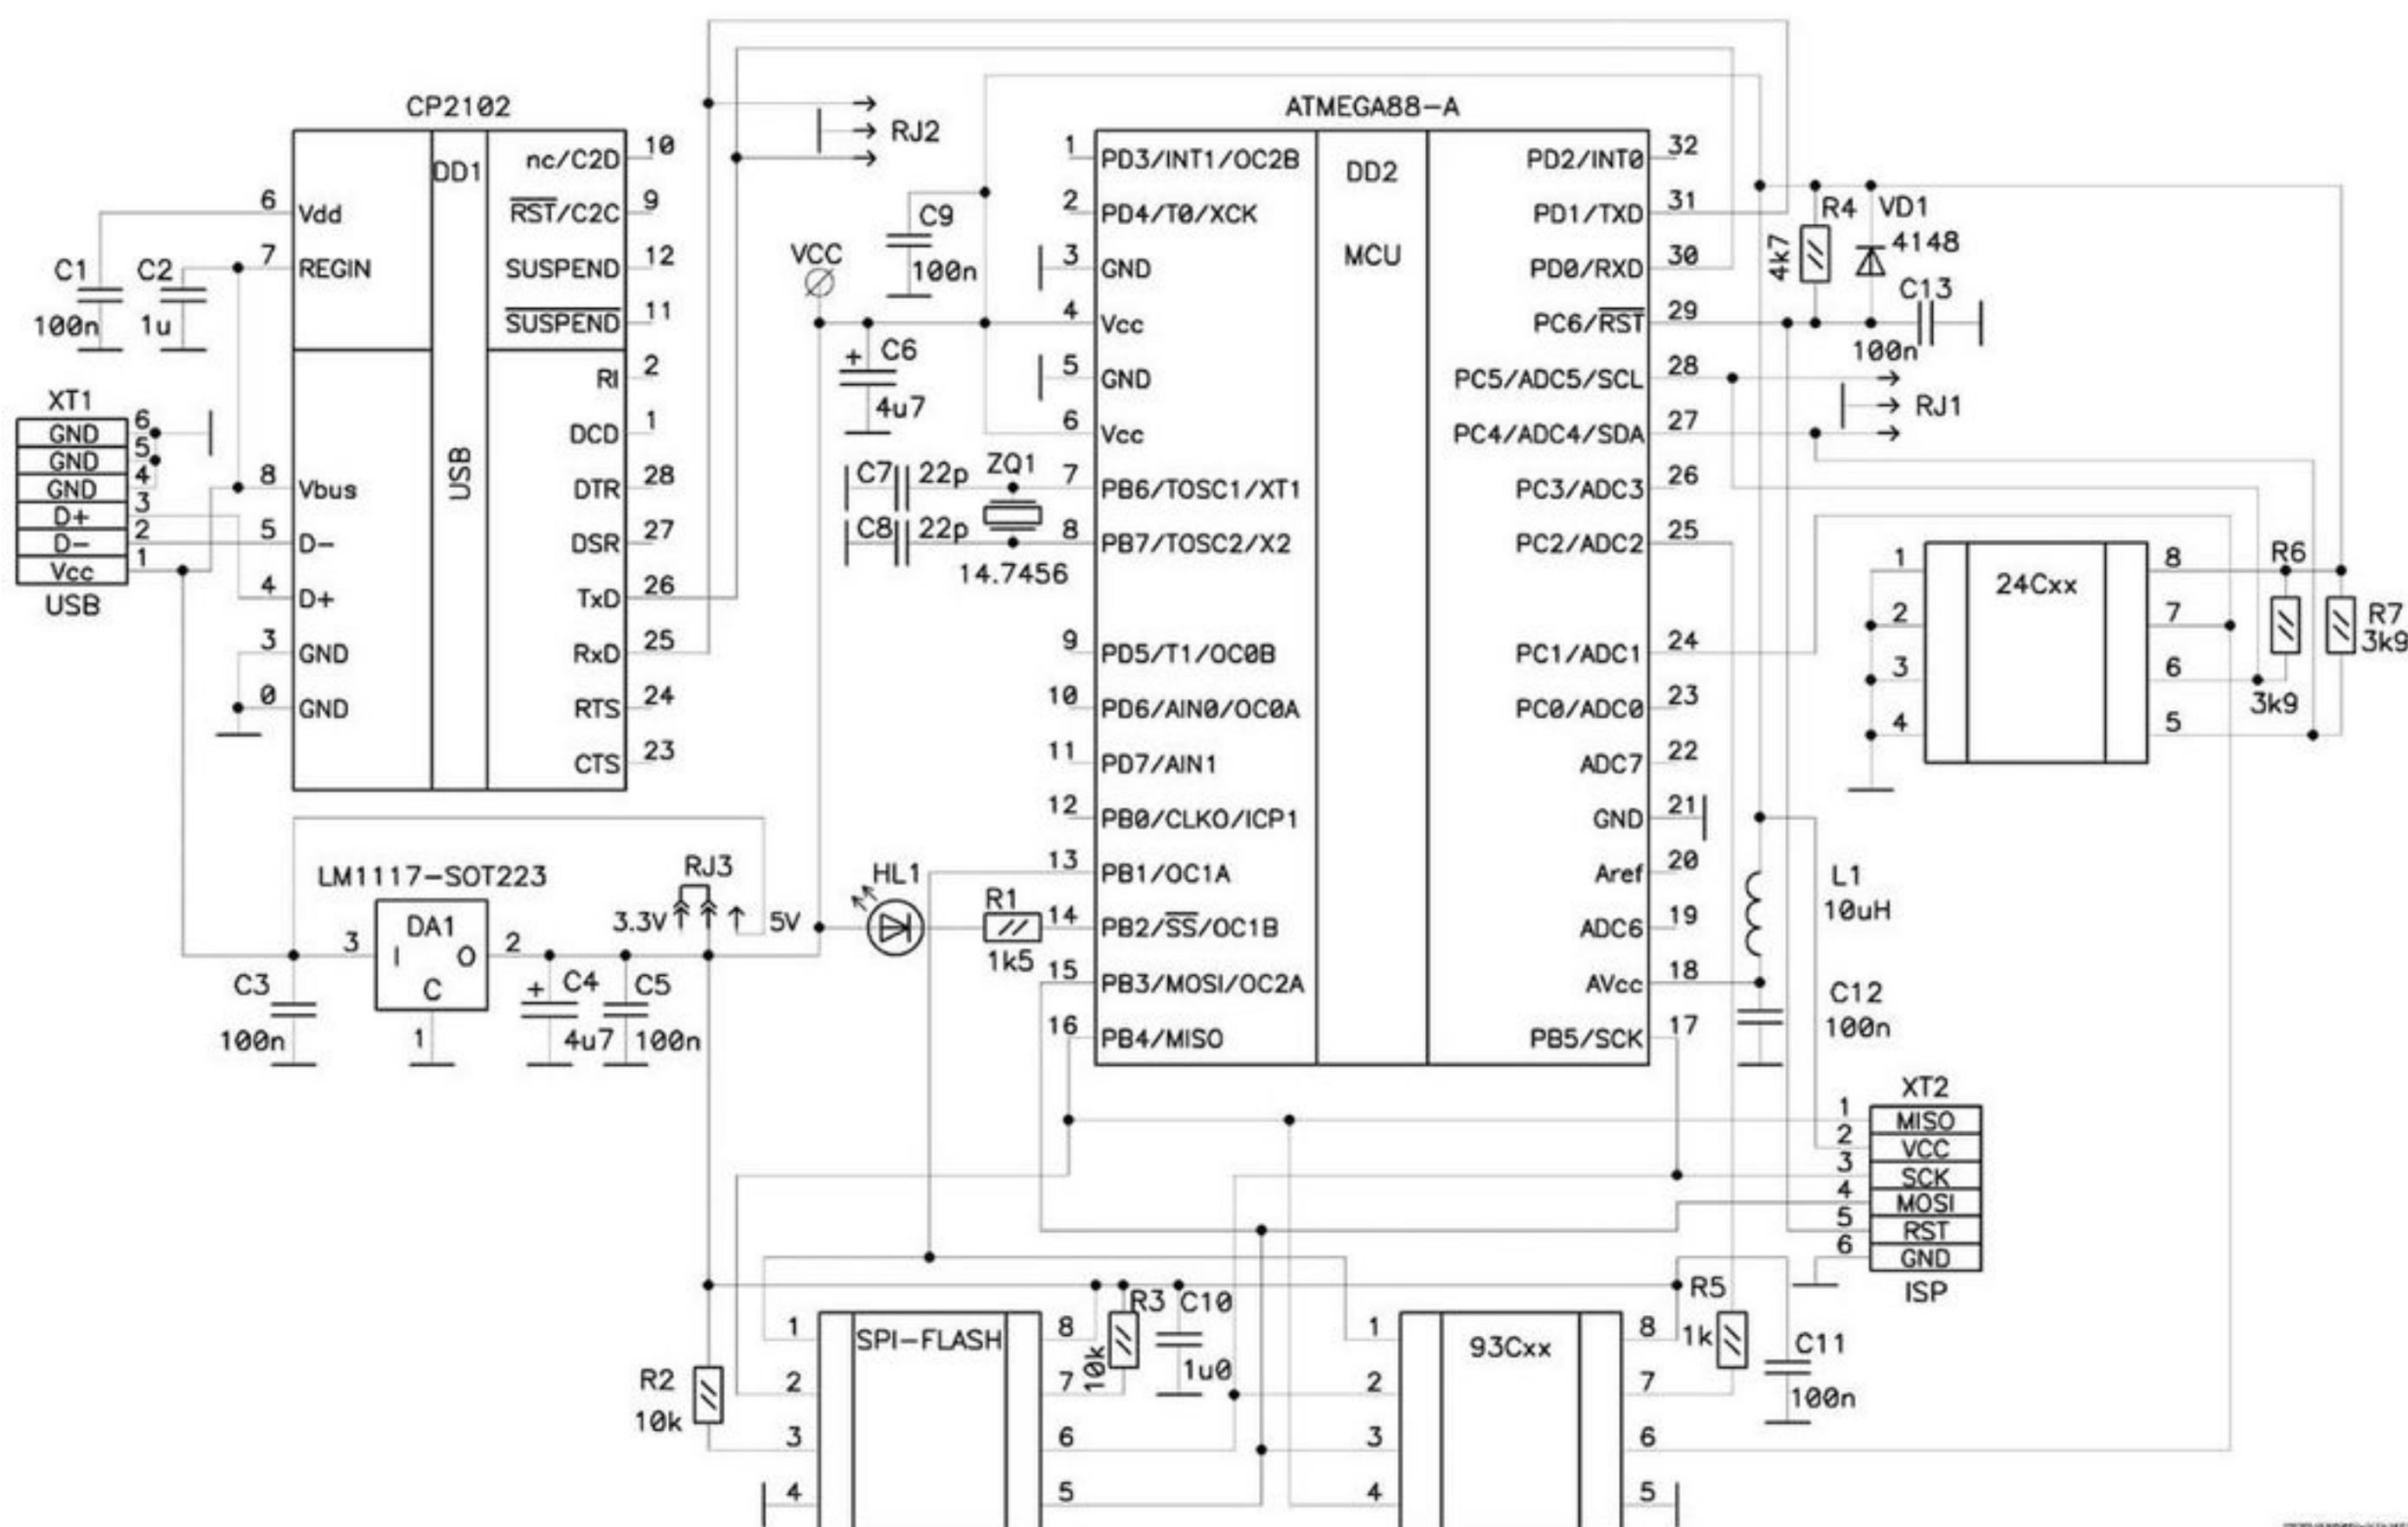 CP2102
DD1
USB
6 Vdd
7 REGIN
8 Vbus
5 D-
4 D+
3 GND
0 GND
nc/C2D 10
RST/C2C 9
SUSPEND 12
SUSPEND 11
RI 2
DCD 1
DTR 28
DSR 27
TxD 26
RxD 25
RTS 24
CTS 23
C1
100n
C2
1u
XT1
GND 6
GND 5
GND 4
D+ 3
D- 2
Vcc 1
USB
RJ2
C9
100n
VCC
+ C6
4u7
C7 22p
C8 22p
ZQ1
14.7456
ATMEGA88-A
DD2
MCU
1 PD3/INT1/OC2B
2 PD4/T0/XCK
3 GND
4 Vcc
5 GND
6 Vcc
7 PB6/TOSC1/XT1
8 PB7/TOSC2/X2
9 PD5/T1/OC0B
10 PD6/AIN0/OC0A
11 PD7/AIN1
12 PB0/CLKO/ICP1
13 PB1/OC1A
14 PB2/SS/OC1B
15 PB3/MOSI/OC2A
16 PB4/MISO
PD2/INT0 32
PD1/TXD 31
PD0/RXD 30
PC6/RST 29
PC5/ADC5/SCL 28
PC4/ADC4/SDA 27
PC3/ADC3 26
PC2/ADC2 25
PC1/ADC1 24
PC0/ADC0 23
ADC7 22
GND 21
Aref 20
ADC6 19
AVcc 18
PB5/SCK 17
R4
4k7
VD1
4148
C13
100n
RJ1
24Cxx
1
2
3
4
8
7
6
5
R6
3k9
R7
3k9
LM1117-SOT223
DA1
3 I
O 2
C
1
C3
100n
+ C4
4u7
C5
100n
RJ3
3.3V
5V
HL1
R1
1k5
L1
10uH
C12
100n
XT2
1 MISO
2 VCC
3 SCK
4 MOSI
5 RST
6 GND
ISP
R2
10k
SPI-FLASH
1
2
3
4
8
7
6
5
R3
10k
C10
1u0
93Cxx
1
2
3
4
8
7
6
5
R5
1k
C11
100n